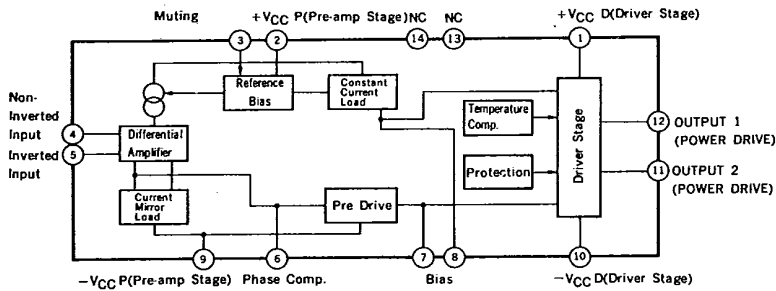 Muting
+VCC P(Pre-amp Stage)
NC
NC
+VCC D(Driver Stage)
3
2
14
13
1
Reference
Bias
Constant
Current
Load
Non-
Inverted
Input
4
Inverted
5
Input
Differential
Amplifier
Temperature
Comp.
Driver Stage
12
OUTPUT 1
(POWER DRIVE)
11
OUTPUT 2
(POWER DRIVE)
Protection
Current
Mirror
Load
Pre Drive
9
6
7
8
10
−VCC P(Pre-amp Stage)
Phase Comp.
Bias
−VCC D(Driver Stage)